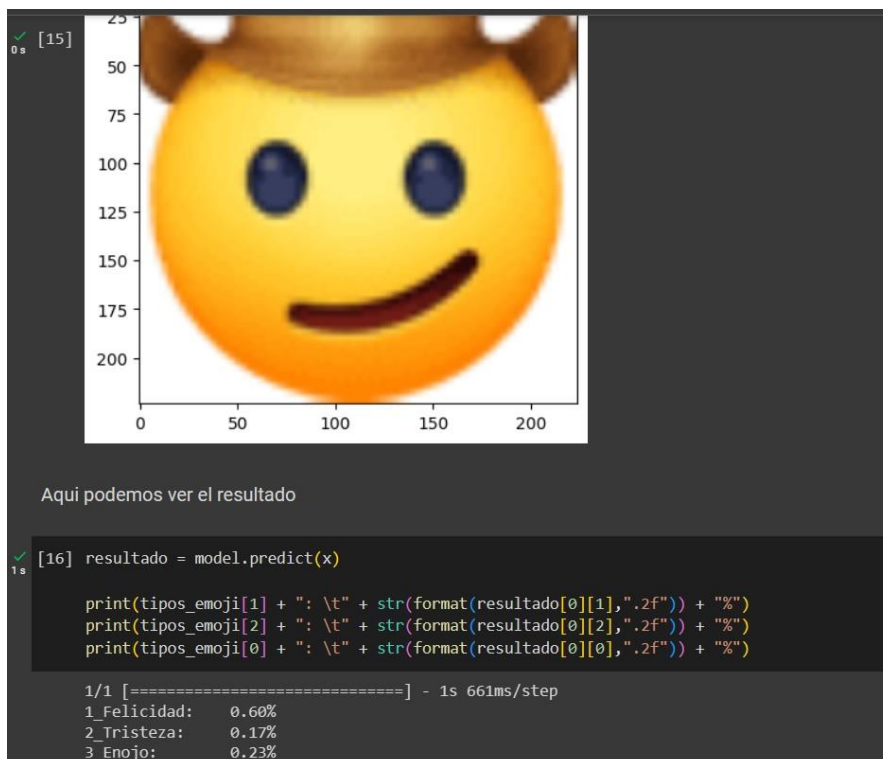 25
[15]
0 s
50
75
100
125
150
175
200
0 50 100 150 200
Aqui podemos ver el resultado
[16] resultado = model.predict(x)
1 s
print(tipos_emoji[1] + ": \t" + str(format(resultado[0][1],".2f")) + "%")
print(tipos_emoji[2] + ": \t" + str(format(resultado[0][2],".2f")) + "%")
print(tipos_emoji[0] + ": \t" + str(format(resultado[0][0],".2f")) + "%")
1/1 [==============================] - 1s 661ms/step
1_Felicidad: 0.60%
2_Tristeza: 0.17%
3_Enojo: 0.23%